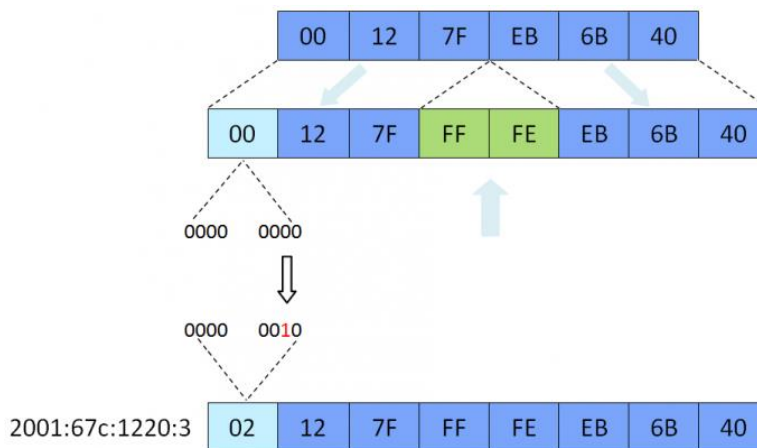 00 12 7F EB 6B 40
00 12 7F FF FE EB 6B 40
0000 0000
0000 0010
2001:67c:1220:3 02 12 7F FF FE EB 6B 40